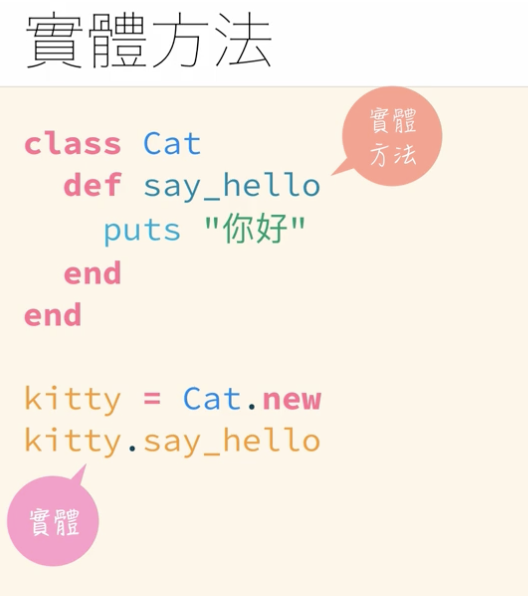 實體方法
class Cat
實體
方法
  def say_hello
    puts "你好"
  end
end
kitty = Cat.new
kitty.say_hello
實體